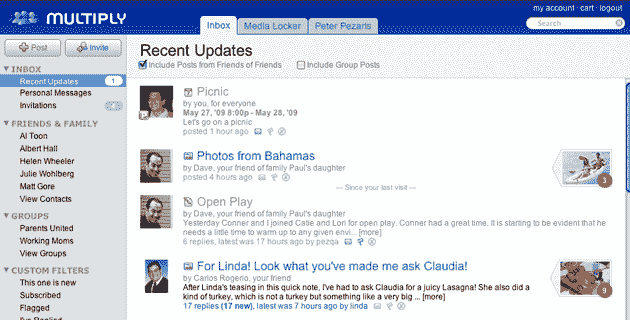 MULTIPLY
my account · cart · logout
Inbox
Media Locker
Peter Pezaris
Search
Post
Invite
INBOX
Recent Updates 1
Personal Messages
Invitations
FRIENDS & FAMILY
Al Toon
Albert Hall
Helen Wheeler
Julie Wohlberg
Matt Gore
View Contacts
GROUPS
Parents United
Working Moms
View Groups
CUSTOM FILTERS
This one is new
Subscribed
Flagged
I've Replied
Recent Updates
Include Posts from Friends of Friends
Include Group Posts
Picnic
by you, for everyone
May 27, '09 8:00p - May 28, '09
Let's go on a picnic
posted 1 hour ago
Photos from Bahamas
by Dave, your friend of family Paul's daughter
posted 4 hours ago
3
— Since your last visit —
Open Play
by Dave, your friend of family Paul's daughter
Yesterday Conner and I joined Catie and Lori for open play. Conner had a great time. It is starting to be evident that he
needs a little time to warm up to any given envi... [more]
6 replies, latest was 17 hours ago by pezqa
For Linda! Look what you've made me ask Claudia!
by Carlos Rogerio, your friend
After Linda's teasing in this quick note, I've had to ask Claudia for a juicy Lasagna! She also did a
kind of turkey, which is not a turkey but something like a very big ... [more]
17 replies (17 new), latest was 7 hours ago by linda
9